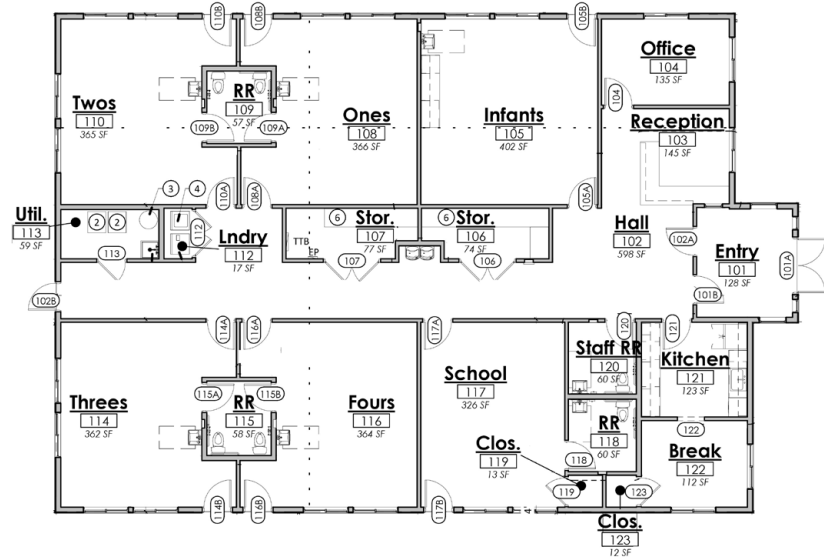 110B
108B
105B
Office
104
135 SF
104
Twos
110
365 SF
RR
109
57 SF
109B
109A
Ones
108
366 SF
Infants
105
402 SF
Reception
103
145 SF
3
4
110A
108A
105A
Util.
113
59 SF
2
2
112
113
Lndry
112
17 SF
TTB
EP
6
Stor.
107
77 SF
107
6
Stor.
106
74 SF
106
Hall
102
598 SF
102A
Entry
101
128 SF
101A
101B
102B
114A
116A
117A
120
121
Threes
114
362 SF
115A
115B
RR
115
58 SF
Fours
116
364 SF
School
117
326 SF
Staff RR
120
60 SF
Kitchen
121
123 SF
RR
118
60 SF
118
122
Break
122
112 SF
Clos.
119
13 SF
119
123
114B
116B
117B
4'
Clos.
123
12 SF